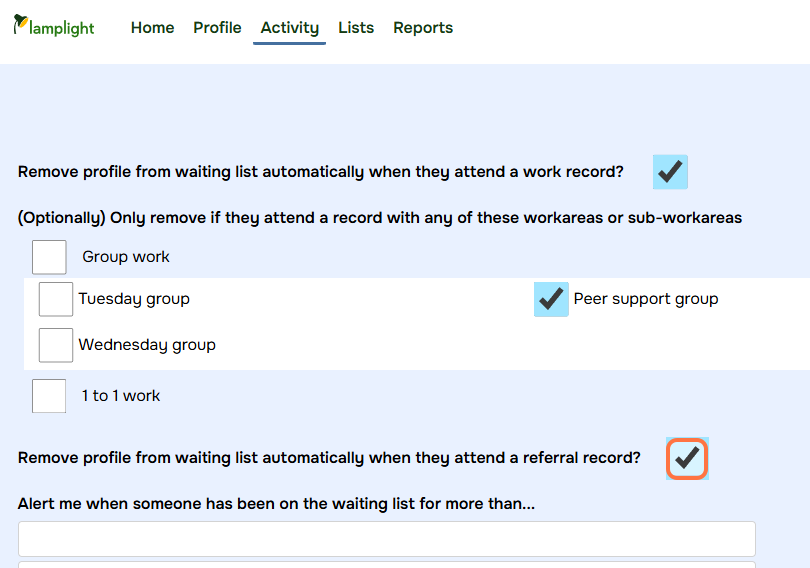 lamplight Home Profile Activity Lists Reports
Remove profile from waiting list automatically when they attend a work record?
(Optionally) Only remove if they attend a record with any of these workareas or sub-workareas
Group work
Tuesday group Peer support group
Wednesday group
1 to 1 work
Remove profile from waiting list automatically when they attend a referral record?
Alert me when someone has been on the waiting list for more than...